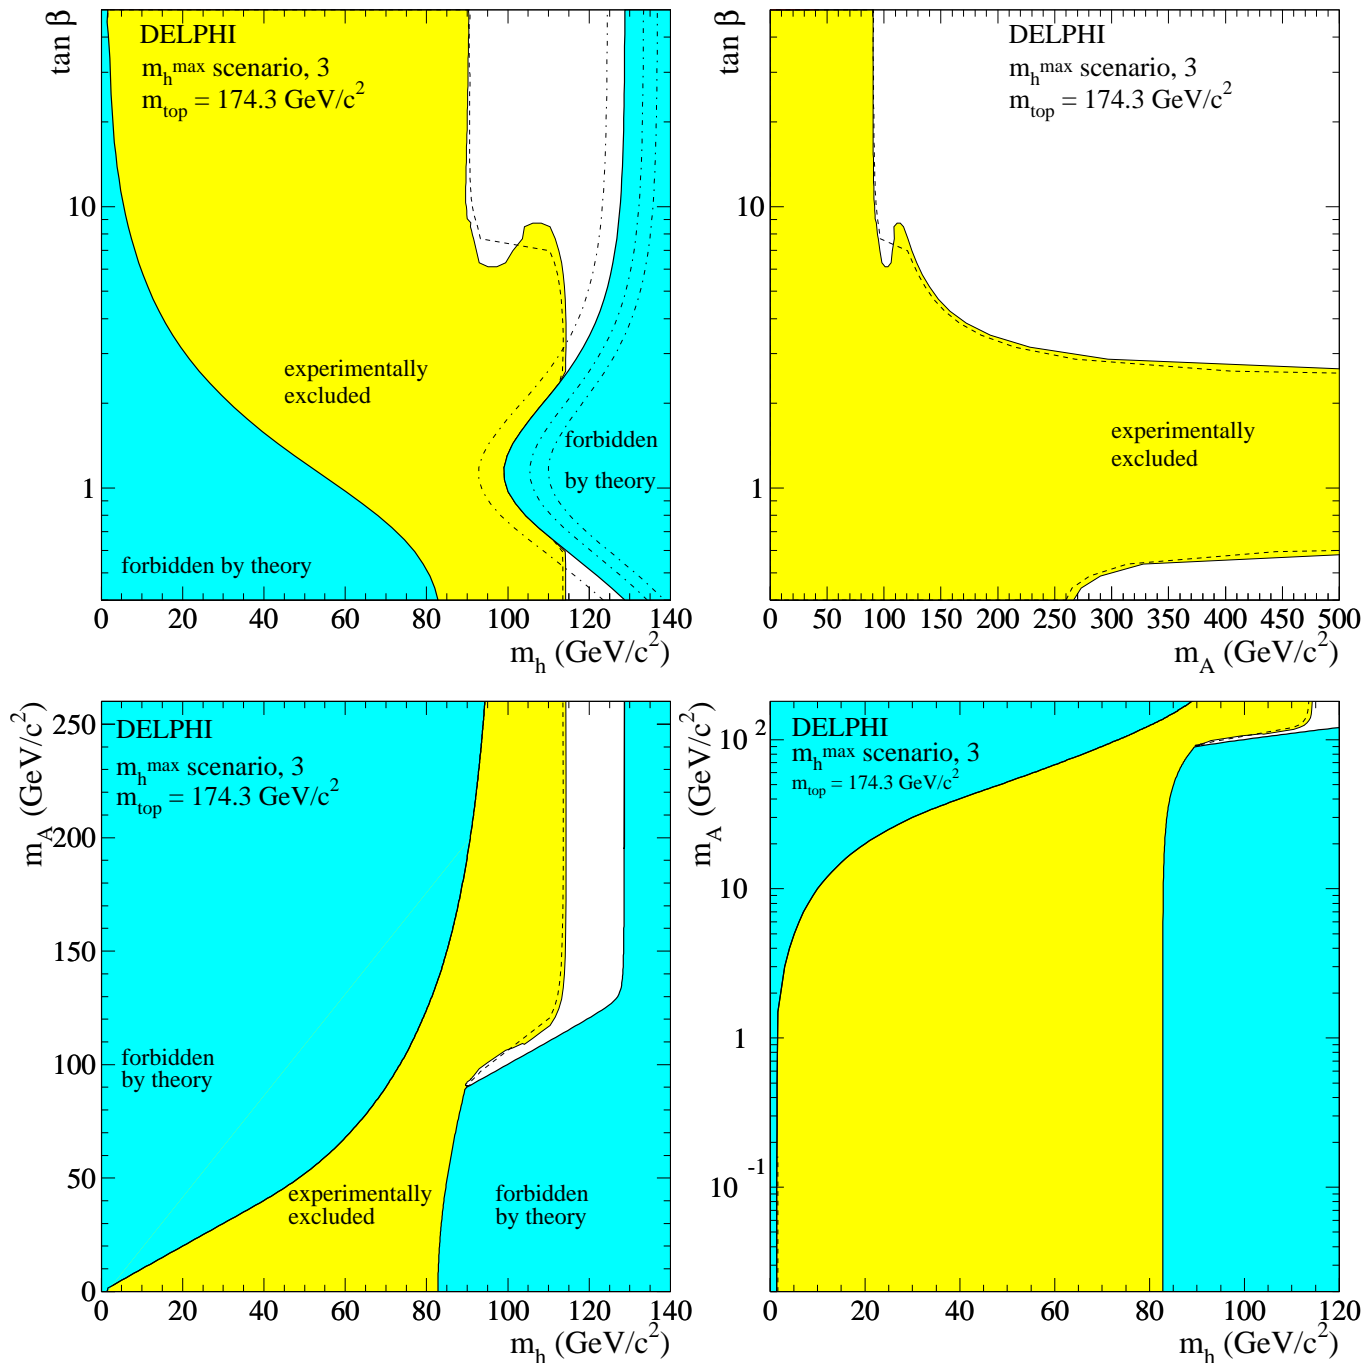 tan β
DELPHI
m_h^max scenario, 3
m_top = 174.3 GeV/c^2
10
1
experimentally
excluded
forbidden
by theory
forbidden by theory
0 20 40 60 80 100 120 140
m_h (GeV/c^2)
tan β
DELPHI
m_h^max scenario, 3
m_top = 174.3 GeV/c^2
10
1
experimentally
excluded
0 50 100 150 200 250 300 350 400 450 500
m_A (GeV/c^2)
m_A (GeV/c^2)
250
200
150
100
50
0
DELPHI
m_h^max scenario, 3
m_top = 174.3 GeV/c^2
forbidden
by theory
experimentally
excluded
forbidden
by theory
0 20 40 60 80 100 120 140
m_h (GeV/c^2)
m_A (GeV/c^2)
10^2
10
1
10^-1
DELPHI
m_h^max scenario, 3
m_top = 174.3 GeV/c^2
0 20 40 60 80 100 120
m_h (GeV/c^2)